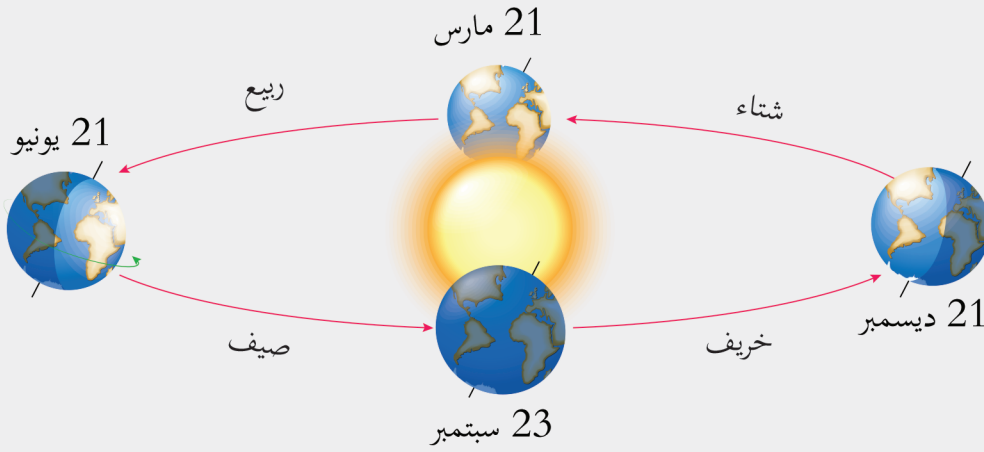 21 مارس
شتاء
ربيع
21 يونيو
21 ديسمبر
صيف
خريف
23 سبتمبر